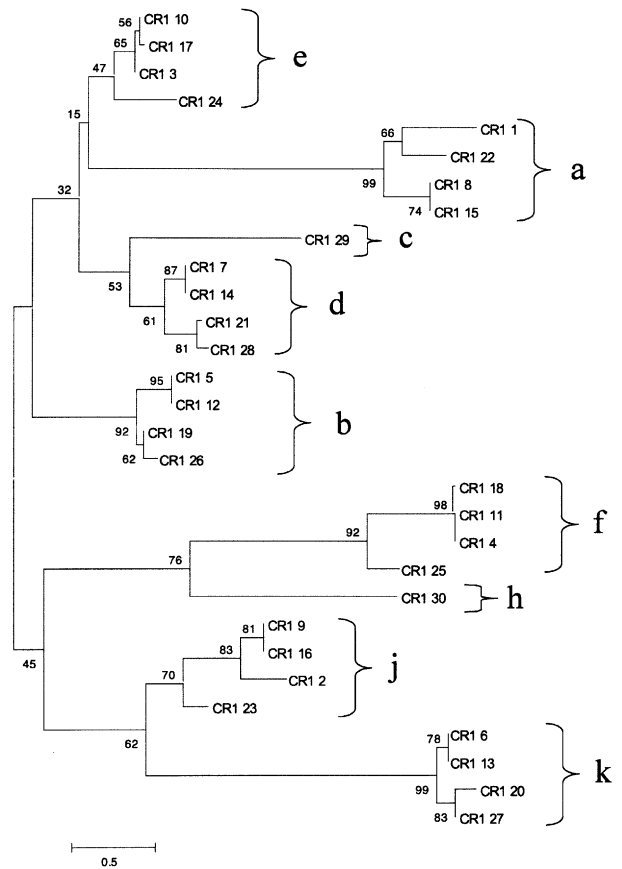 56 CR1 10
65 CR1 17
CR1 3
47
CR1 24
e
15
66 CR1 1
CR1 22
99 CR1 8
74 CR1 15
a
32
CR1 29
c
53
87 CR1 7
CR1 14
61 CR1 21
81 CR1 28
d
95 CR1 5
CR1 12
92 CR1 19
62 CR1 26
b
98 CR1 18
CR1 11
92 CR1 4
CR1 25
f
76
CR1 30
h
45
81 CR1 9
83 CR1 16
CR1 2
70
CR1 23
j
62
78 CR1 6
CR1 13
99 CR1 20
83 CR1 27
k
0.5